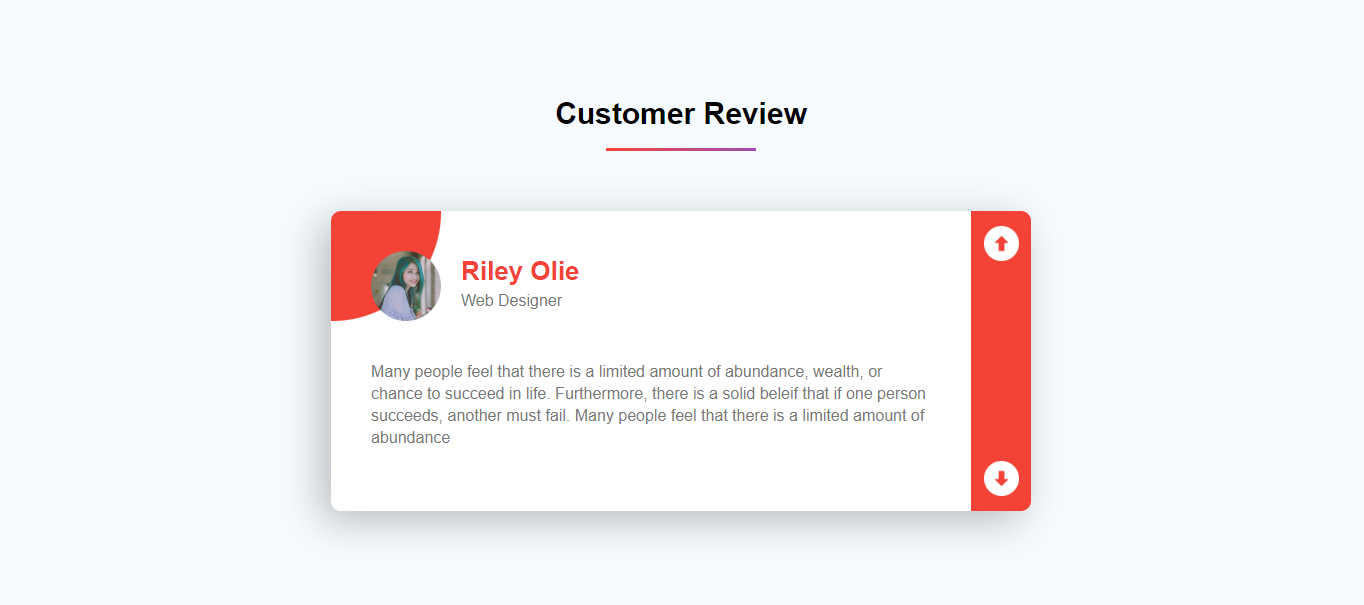 Customer Review
Riley Olie
Web Designer
Many people feel that there is a limited amount of abundance, wealth, or
chance to succeed in life. Furthermore, there is a solid beleif that if one person
succeeds, another must fail. Many people feel that there is a limited amount of
abundance